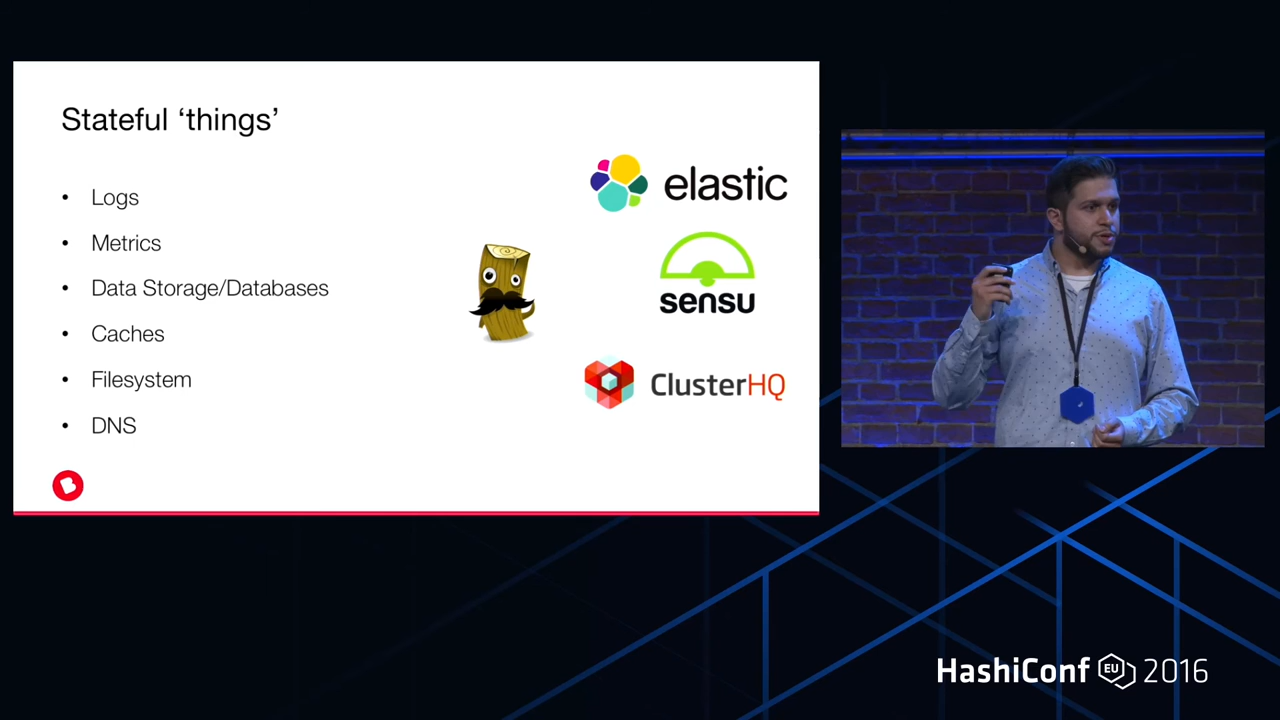 Stateful ‘things’
• Logs
• Metrics
• Data Storage/Databases
• Caches
• Filesystem
• DNS
elastic
sensu
ClusterHQ
HashiConf EU 2016